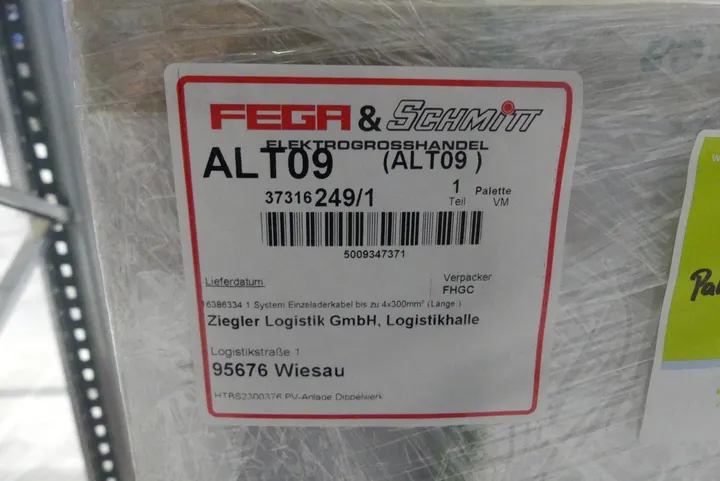 FEGA & SCHMITT
ELEKTROGROSSHANDEL
ALT09 (ALT09 )
37316 249/1 1 Palette
Teil VM
5009347371
Lieferdatum Verpacker
FHGC
16386334 1 System Einzeladerkabel bis zu 4x300mm² (Länge:)
Ziegler Logistik GmbH, Logistikhalle
Logistikstraße 1
95676 Wiesau
HTBS2300376 PV-Anlage Dippelwerk